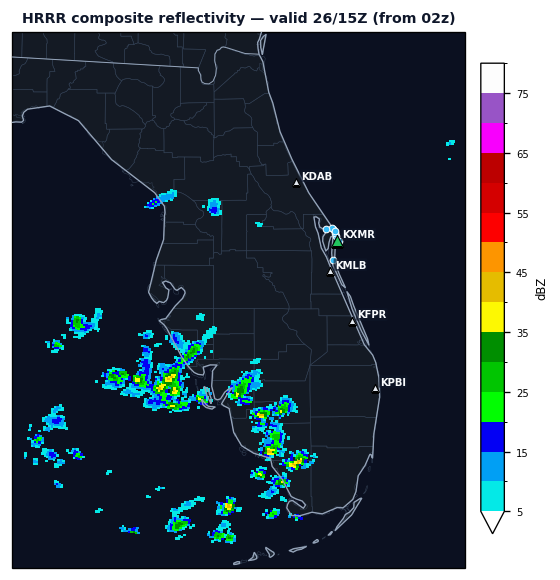 HRRR composite reflectivity — valid 26/15Z (from 02z)
KDAB
KXMR
KMLB
KFPR
KPBI
75
65
55
45
35
25
15
5
dBZ